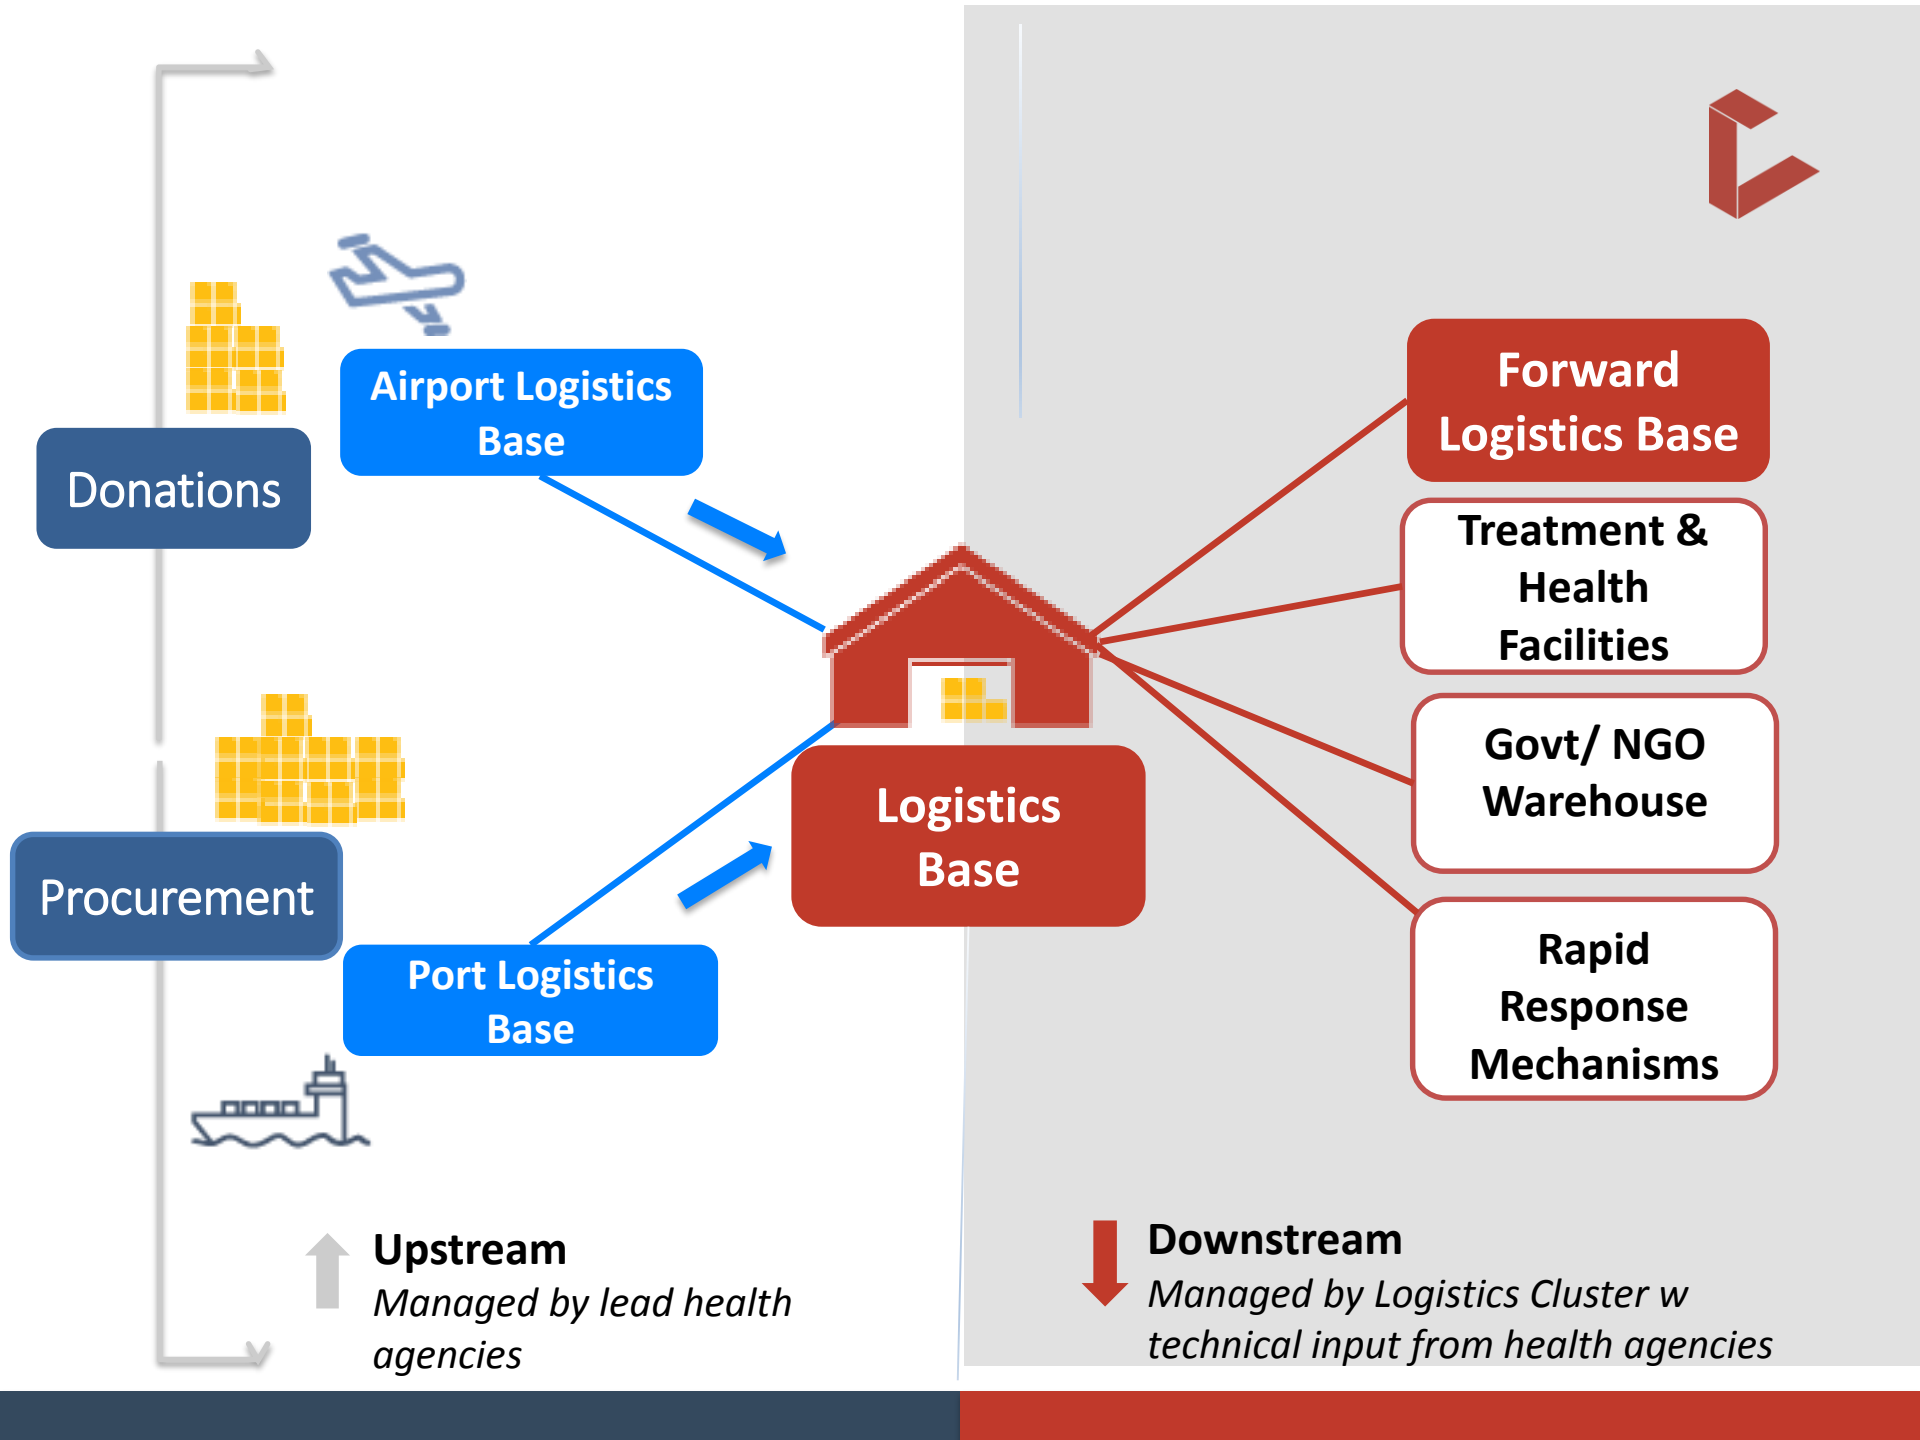 Donations
Airport Logistics
Base
Procurement
Port Logistics
Base
Logistics
Base
Forward
Logistics Base
Treatment &
Health
Facilities
Govt/ NGO
Warehouse
Rapid
Response
Mechanisms
Upstream
Managed by lead health
agencies
Downstream
Managed by Logistics Cluster w
technical input from health agencies